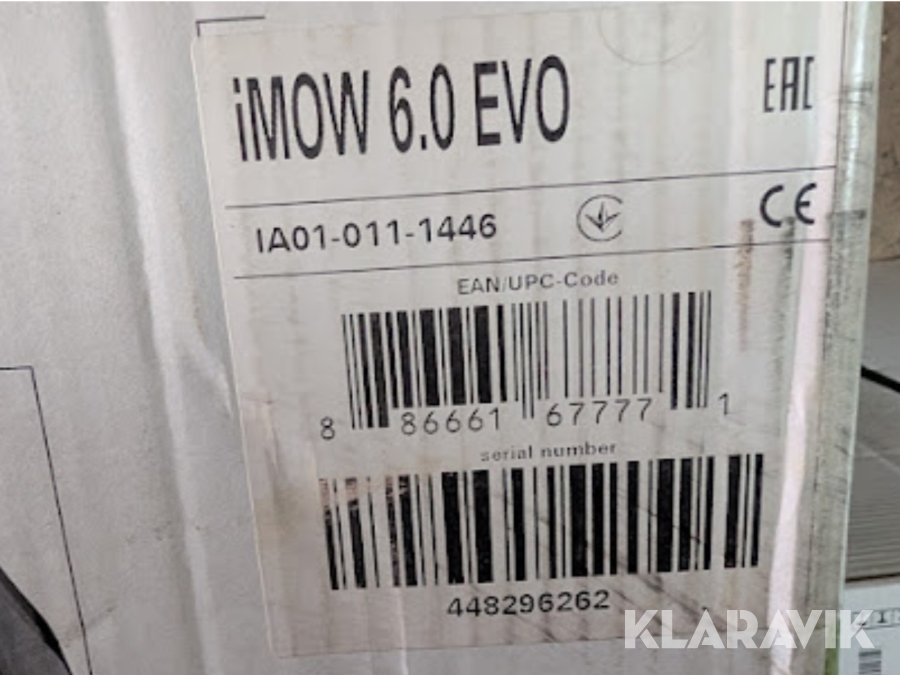 iMOW 6.0 EVO
EAC
IA01-011-1446
CE
EAN/UPC-Code
8 86661 67777 1
serial number
448296262
KLARAVIK